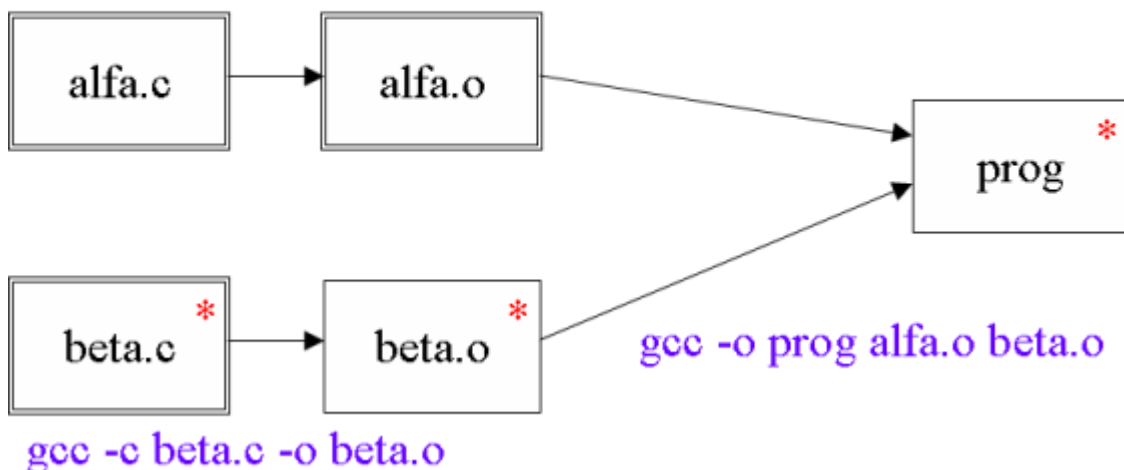 alfa.c
alfa.o
prog *
beta.c *
beta.o *
gcc -o prog alfa.o beta.o
gcc -c beta.c -o beta.o